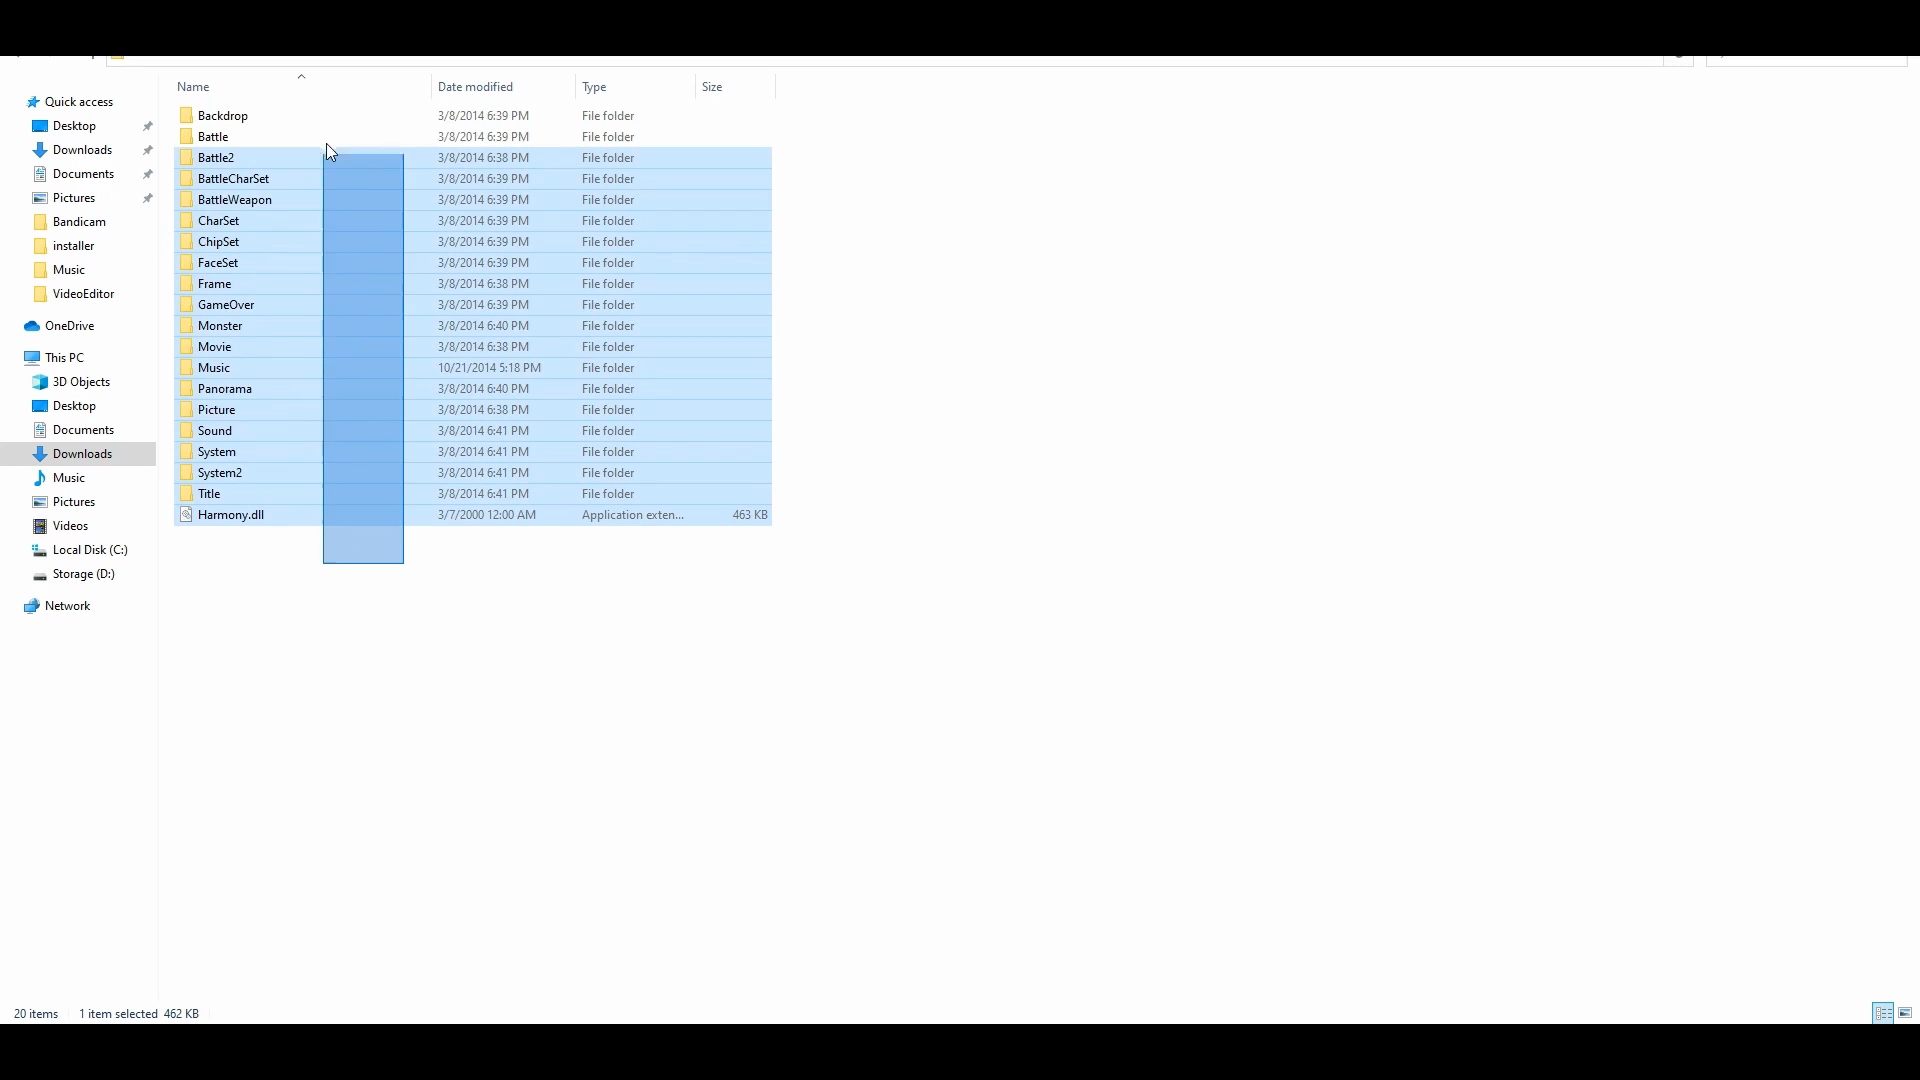 Name Date modified Type Size
Quick access
Desktop
Downloads
Documents
Pictures
Bandicam
installer
Music
VideoEditor
OneDrive
This PC
3D Objects
Desktop
Documents
Downloads
Music
Pictures
Videos
Local Disk (C:)
Storage (D:)
Network
Backdrop 3/8/2014 6:39 PM File folder
Battle 3/8/2014 6:39 PM File folder
Battle2 3/8/2014 6:38 PM File folder
BattleCharSet 3/8/2014 6:39 PM File folder
BattleWeapon 3/8/2014 6:39 PM File folder
CharSet 3/8/2014 6:39 PM File folder
ChipSet 3/8/2014 6:39 PM File folder
FaceSet 3/8/2014 6:39 PM File folder
Frame 3/8/2014 6:38 PM File folder
GameOver 3/8/2014 6:39 PM File folder
Monster 3/8/2014 6:40 PM File folder
Movie 3/8/2014 6:38 PM File folder
Music 10/21/2014 5:18 PM File folder
Panorama 3/8/2014 6:40 PM File folder
Picture 3/8/2014 6:38 PM File folder
Sound 3/8/2014 6:41 PM File folder
System 3/8/2014 6:41 PM File folder
System2 3/8/2014 6:41 PM File folder
Title 3/8/2014 6:41 PM File folder
Harmony.dll 3/7/2000 12:00 AM Application exten... 463 KB
20 items 1 item selected 462 KB